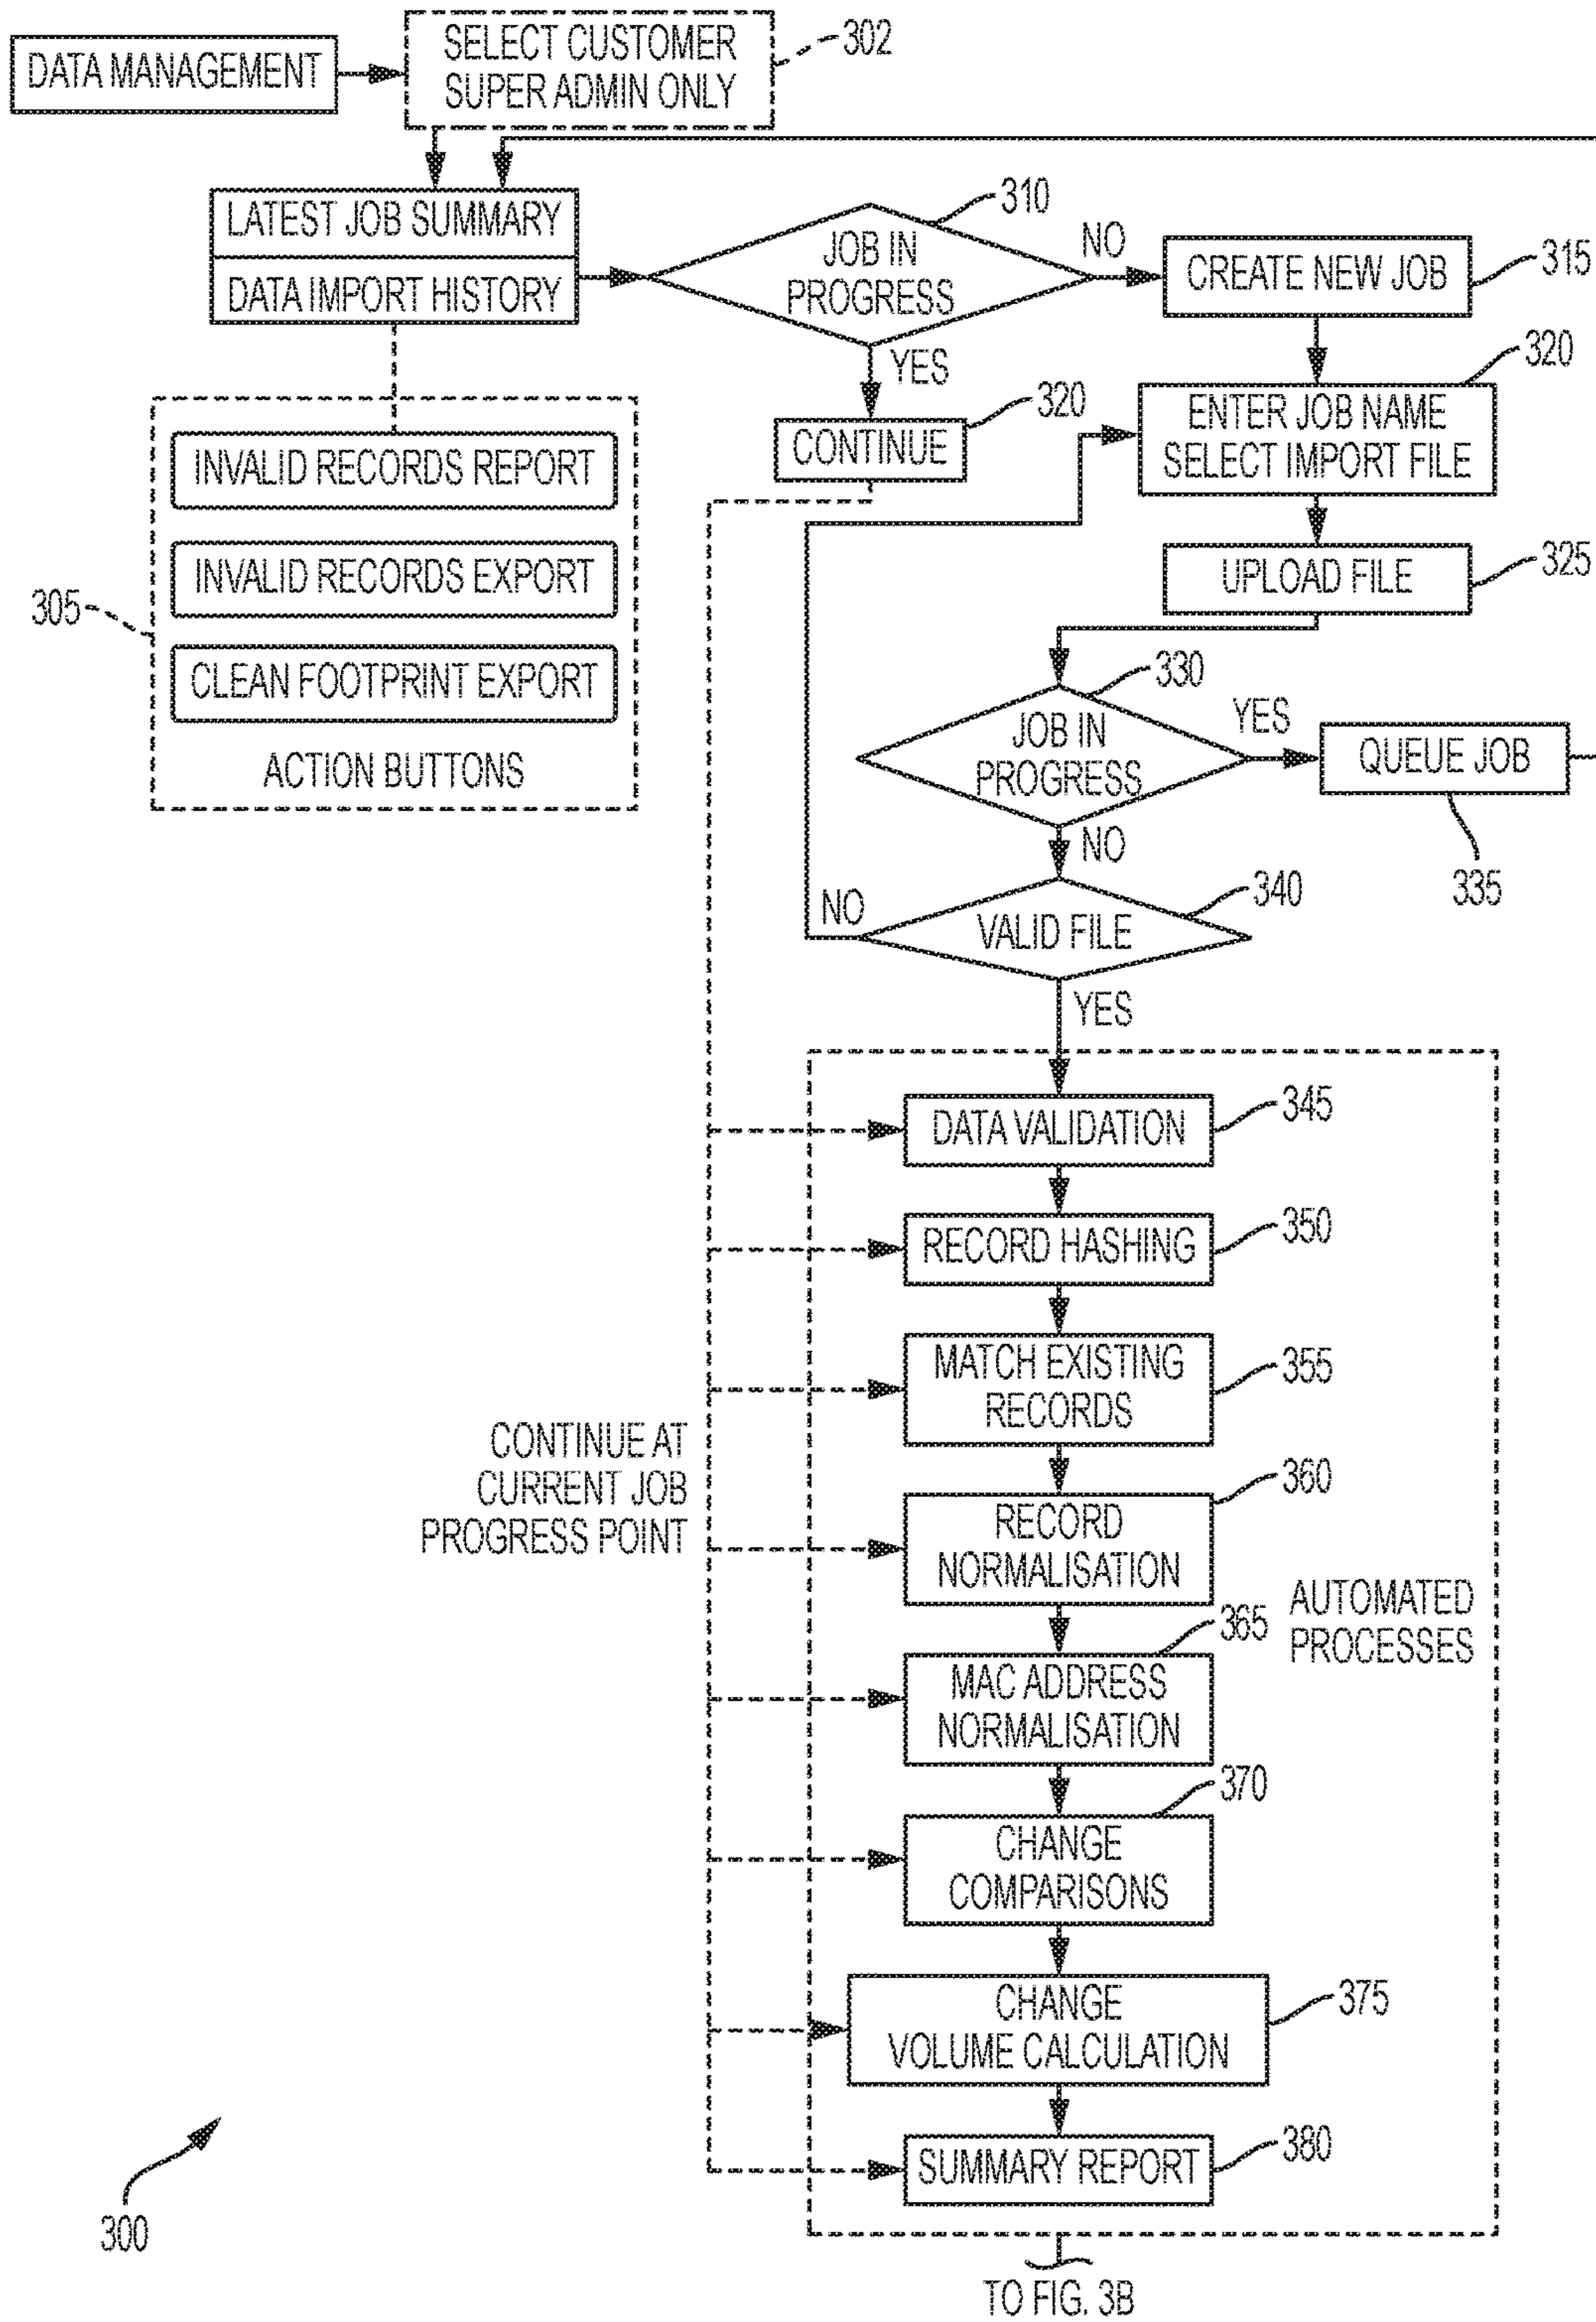 DATA MANAGEMENT
SELECT CUSTOMER
SUPER ADMIN ONLY
302
LATEST JOB SUMMARY
DATA IMPORT HISTORY
310
JOB IN
PROGRESS
NO
YES
CREATE NEW JOB
315
320
CONTINUE
320
ENTER JOB NAME
SELECT IMPORT FILE
UPLOAD FILE
325
INVALID RECORDS REPORT
INVALID RECORDS EXPORT
CLEAN FOOTPRINT EXPORT
ACTION BUTTONS
305
330
JOB IN
PROGRESS
YES
QUEUE JOB
335
NO
340
NO
VALID FILE
YES
DATA VALIDATION
345
RECORD HASHING
350
MATCH EXISTING
RECORDS
355
CONTINUE AT
CURRENT JOB
PROGRESS POINT
360
RECORD
NORMALISATION
AUTOMATED
PROCESSES
365
MAC ADDRESS
NORMALISATION
370
CHANGE
COMPARISONS
CHANGE
VOLUME CALCULATION
375
SUMMARY REPORT
380
300
TO FIG. 3B